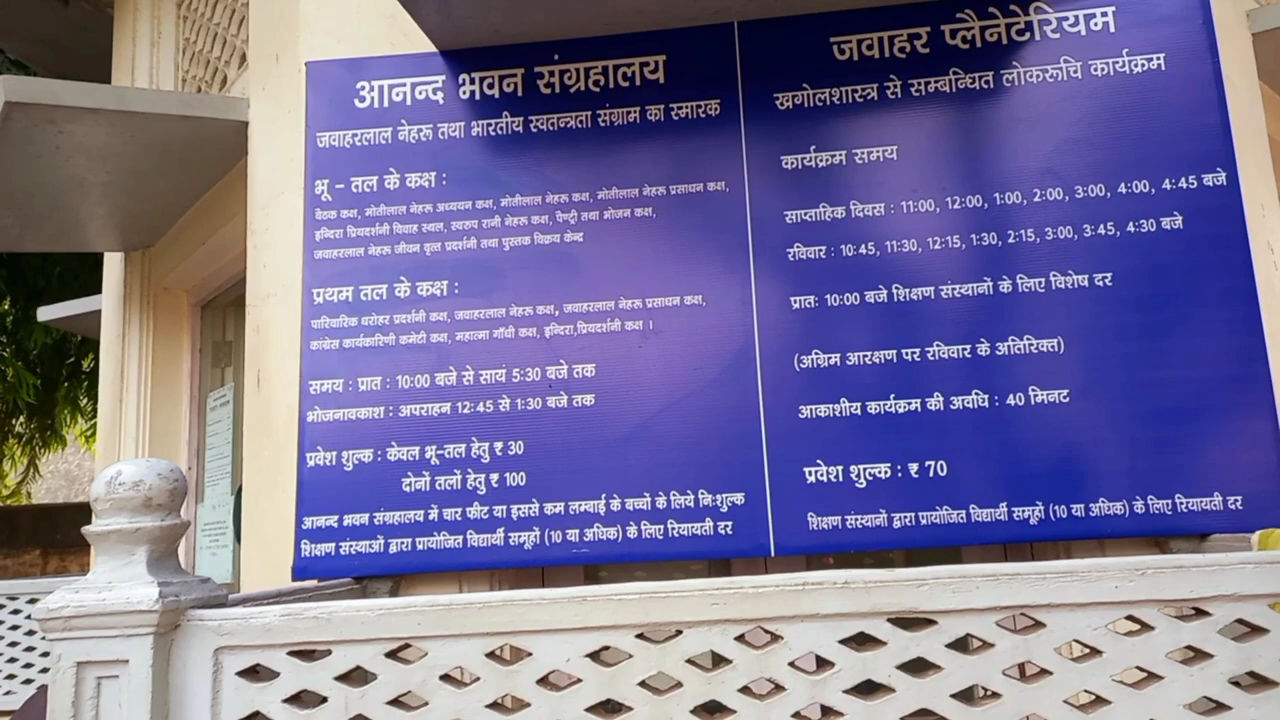 आनन्द भवन संग्रहालय
जवाहरलाल नेहरू तथा भारतीय स्वतन्त्रता संग्राम का स्मारक
भू - तल के कक्ष :
बैठक कक्ष, मोतीलाल नेहरू अध्ययन कक्ष, मोतीलाल नेहरू कक्ष, मोतीलाल नेहरू प्रसाधन कक्ष,
इन्दिरा प्रियदर्शनी विवाह स्थल, स्वरुप रानी नेहरू कक्ष, पैण्ट्री तथा भोजन कक्ष,
जवाहरलाल नेहरू जीवन वृत्त प्रदर्शनी तथा पुस्तक विक्रय केन्द्र
प्रथम तल के कक्ष :
पारिवारिक धरोहर प्रदर्शनी कक्ष, जवाहरलाल नेहरू कक्ष, जवाहरलाल नेहरू प्रसाधन कक्ष,
कांग्रेस कार्यकारिणी कमेटी कक्ष, महात्मा गाँधी कक्ष, इन्दिरा,प्रियदर्शनी कक्ष ।
समय : प्रात : 10:00 बजे से सायं 5:30 बजे तक
भोजनावकाश : अपराहन 12:45 से 1:30 बजे तक
प्रवेश शुल्क : केवल भू-तल हेतु ₹ 30
दोनों तलों हेतु ₹ 100
आनन्द भवन संग्रहालय में चार फीट या इससे कम लम्बाई के बच्चों के लिये नि:शुल्क
शिक्षण संस्थाओं द्वारा प्रायोजित विद्यार्थी समूहों (10 या अधिक) के लिए रियायती दर
जवाहर प्लैनेटेरियम
खगोलशास्त्र से सम्बन्धित लोकरूचि कार्यक्रम
कार्यक्रम समय
साप्ताहिक दिवस : 11:00, 12:00, 1:00, 2:00, 3:00, 4:00, 4:45 बजे
रविवार : 10:45, 11:30, 12:15, 1:30, 2:15, 3:00, 3:45, 4:30 बजे
प्रात: 10:00 बजे शिक्षण संस्थानों के लिए विशेष दर
(अग्रिम आरक्षण पर रविवार के अतिरिक्त)
आकाशीय कार्यक्रम की अवधि : 40 मिनट
प्रवेश शुल्क : ₹ 70
शिक्षण संस्थानों द्वारा प्रायोजित विद्यार्थी समूहों (10 या अधिक) के लिए रियायती दर